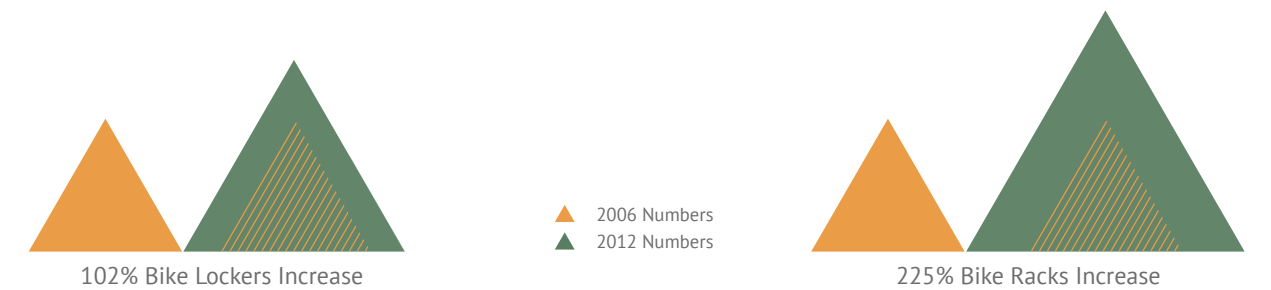 2006 Numbers
2012 Numbers
102% Bike Lockers Increase
225% Bike Racks Increase